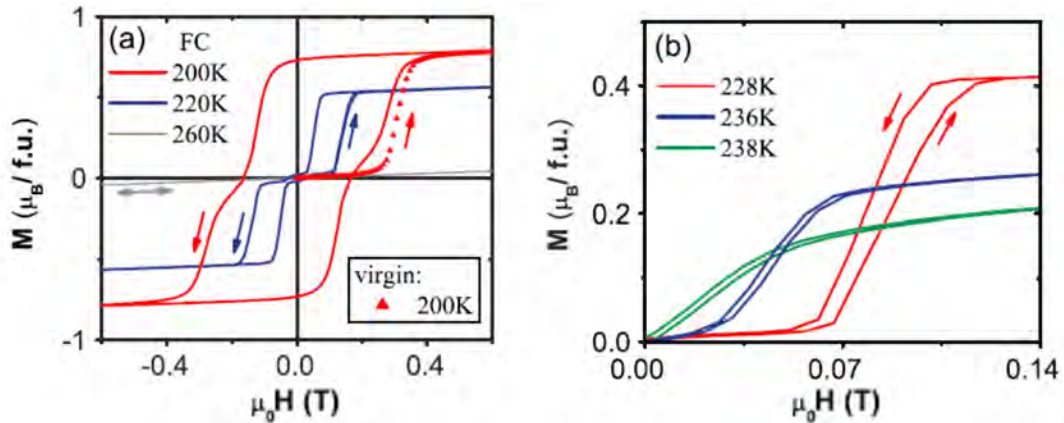 (a)
FC
200K
220K
260K
virgin:
200K
1
0
-1
M (μB/ f.u.)
-0.4
0.0
0.4
μ0H (T)
(b)
228K
236K
238K
0.4
0.2
0.0
M (μB/ f.u.)
0.00
0.07
0.14
μ0H (T)